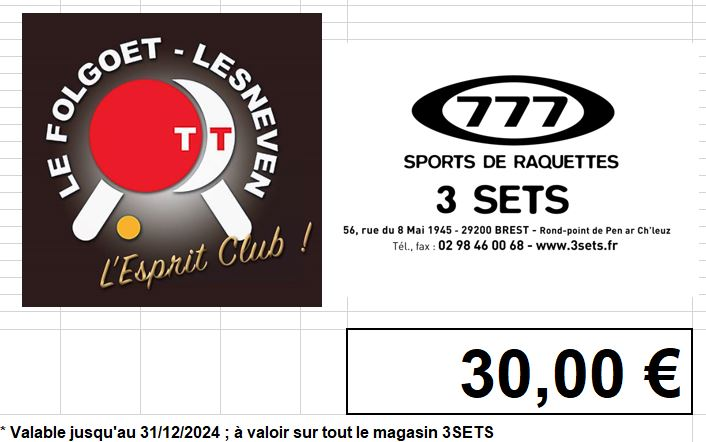 LE FOLGOET - LESNEVEN
TT
L'Esprit Club !
777
SPORTS DE RAQUETTES
3 SETS
56, rue du 8 Mai 1945 - 29200 BREST - Rond-point de Pen ar Ch'leuz
Tél., fax : 02 98 46 00 68 - www.3sets.fr
30,00 €
* Valable jusqu'au 31/12/2024 ; à valoir sur tout le magasin 3SETS